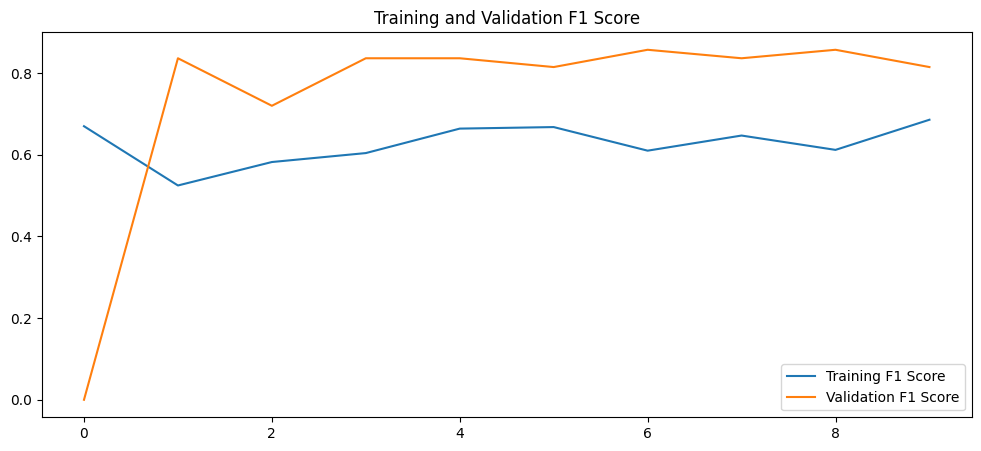 Training and Validation F1 Score
0.8
0.6
0.4
0.2
0.0
0 2 4 6 8
Training F1 Score
Validation F1 Score